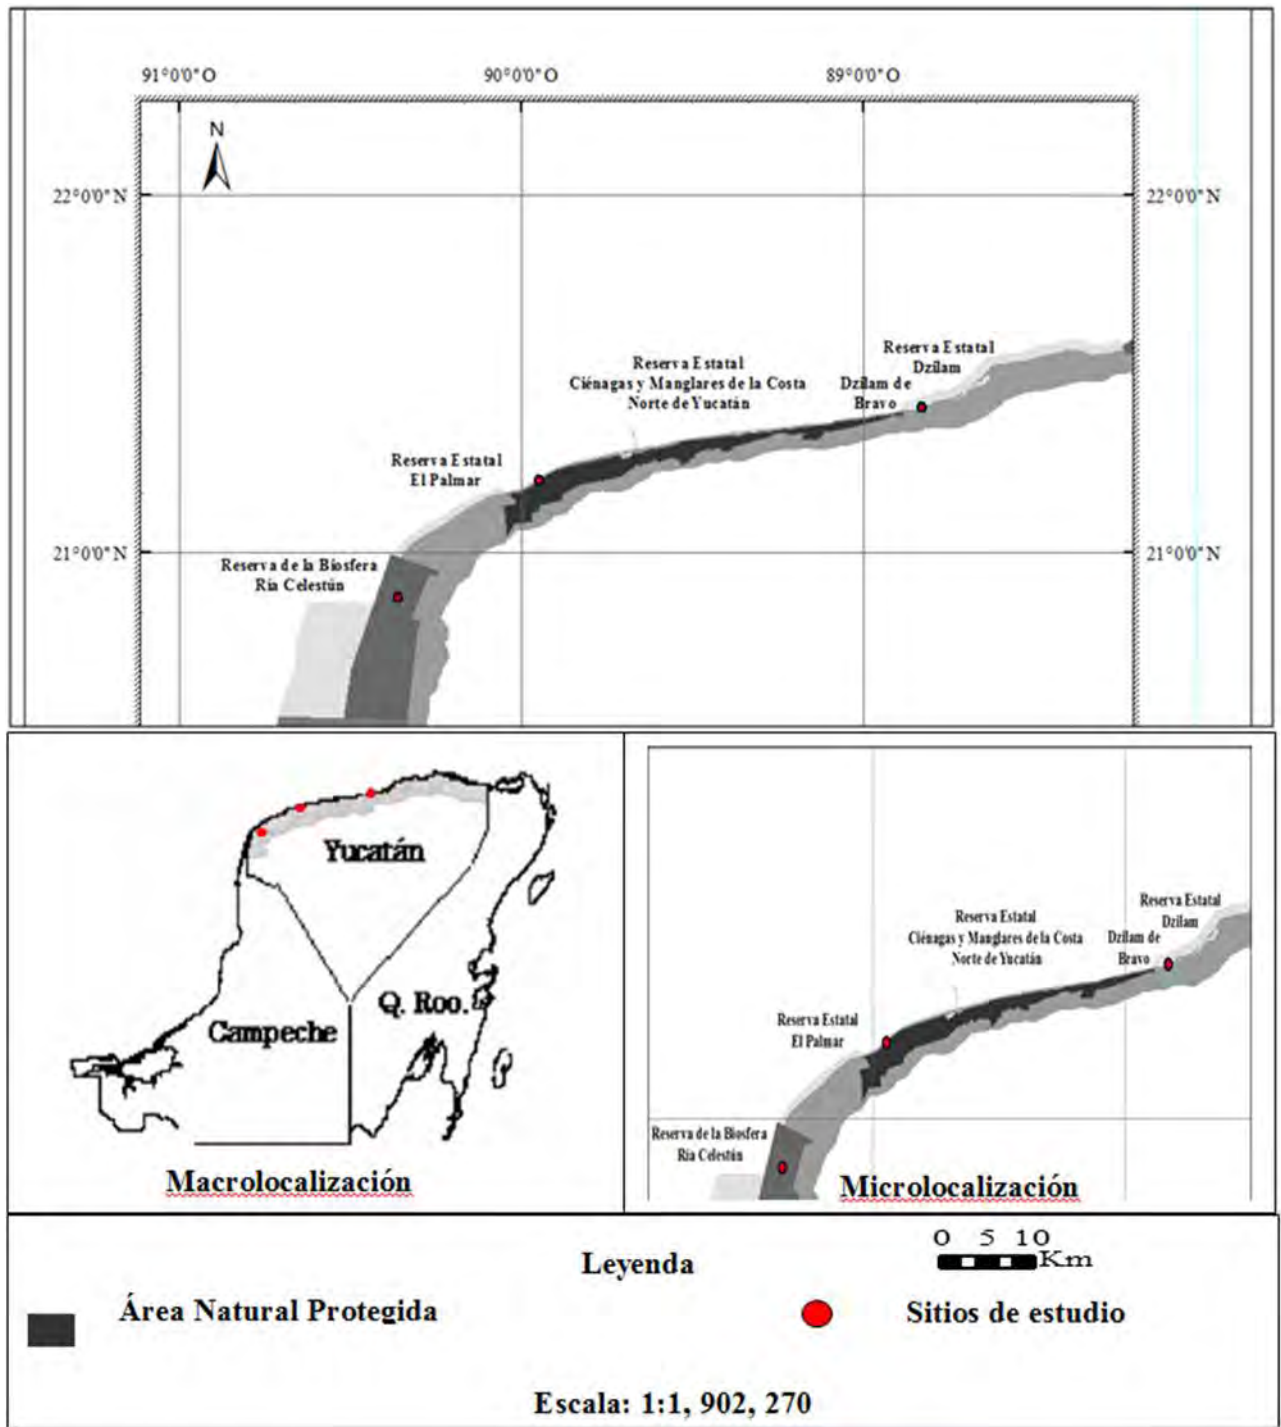 91°0'0"O 90°0'0"O 89°0'0"O
N
22°0'0"N 22°0'0"N
Reserva Estatal
Dzilam
Reserva Estatal
Ciénagas y Manglares de la Costa
Norte de Yucatán
Dzilam de
Bravo
Reserva Estatal
El Palmar
21°0'0"N 21°0'0"N
Reserva de la Biosfera
Ría Celestún
Yucatán
Q. Roo.
Campeche
Macrolocalización
Reserva Estatal
Dzilam
Reserva Estatal
Ciénagas y Manglares de la Costa
Norte de Yucatán
Dzilam de
Bravo
Reserva Estatal
El Palmar
Reserva de la Biosfera
Ría Celestún
Microlocalización
0 5 10
Km
Leyenda
Área Natural Protegida
Sitios de estudio
Escala: 1:1, 902, 270